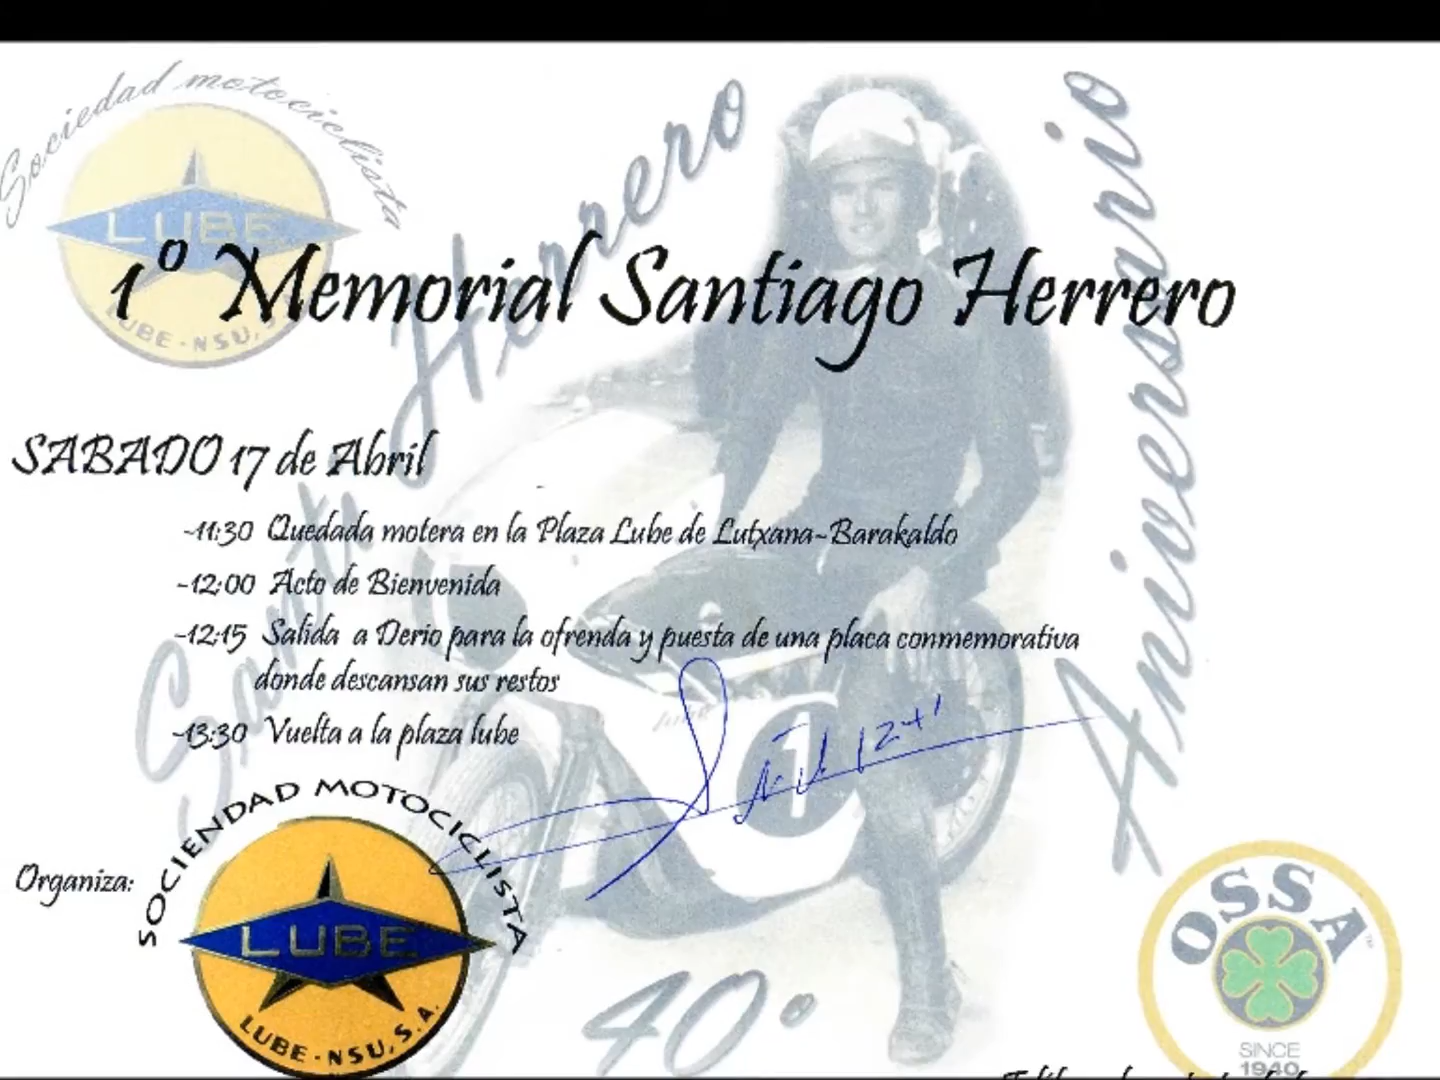 Sociedad motociclista
LUBE
LUBE-NSU, S.
Santi Herrero
Aniversario
1º Memorial Santiago Herrero
SABADO 17 de Abril
-11:30 Quedada motera en la Plaza Lube de Lutxana-Barakaldo
-12:00 Acto de Bienvenida
-12:15 Salida a Derio para la ofrenda y puesta de una placa conmemorativa
donde descansan sus restos
-13:30 Vuelta a la plaza lube
1
Organiza:
SOCIENDAD MOTOCICLISTA
LUBE
LUBE-NSU, S.A.
40º
OSSA
SINCE
1940